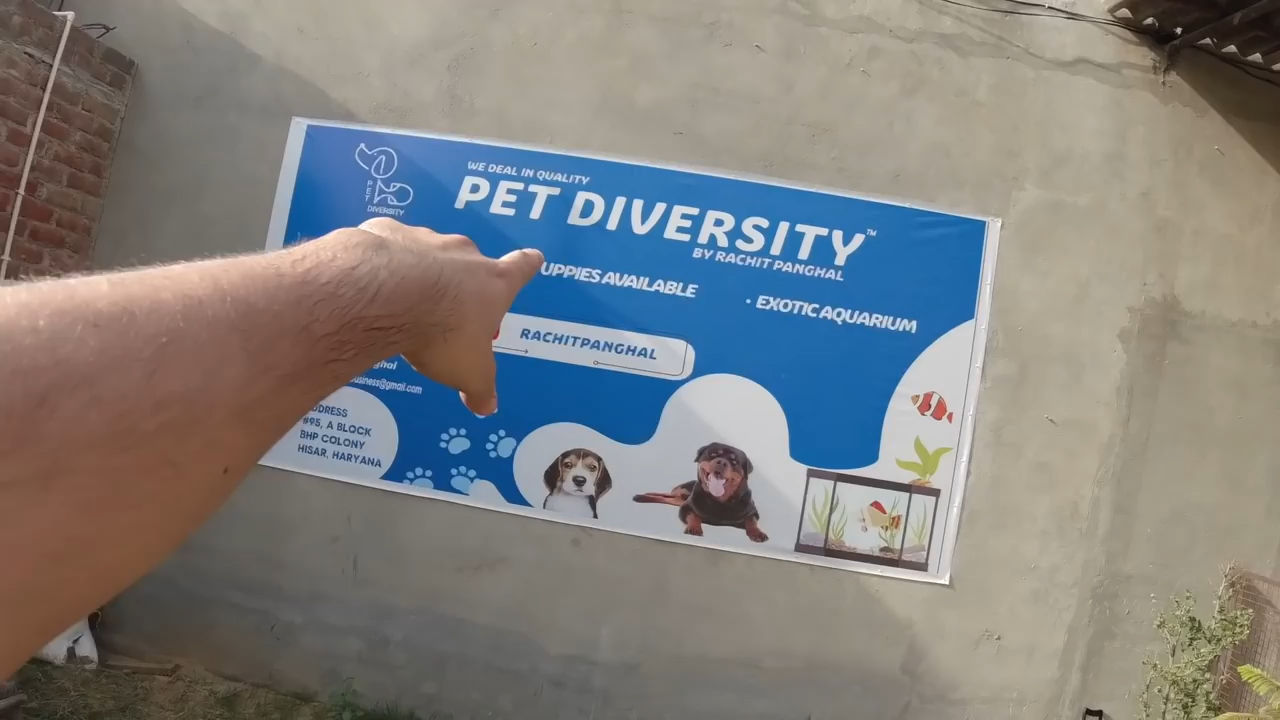 PET
DIVERSITY
WE DEAL IN QUALITY
PET DIVERSITY™
BY RACHIT PANGHAL
UPPIES AVAILABLE
• EXOTIC AQUARIUM
RACHITPANGHAL
ghal
usiness@gmail.com
DDRESS
#95, A BLOCK
BHP COLONY
HISAR, HARYANA